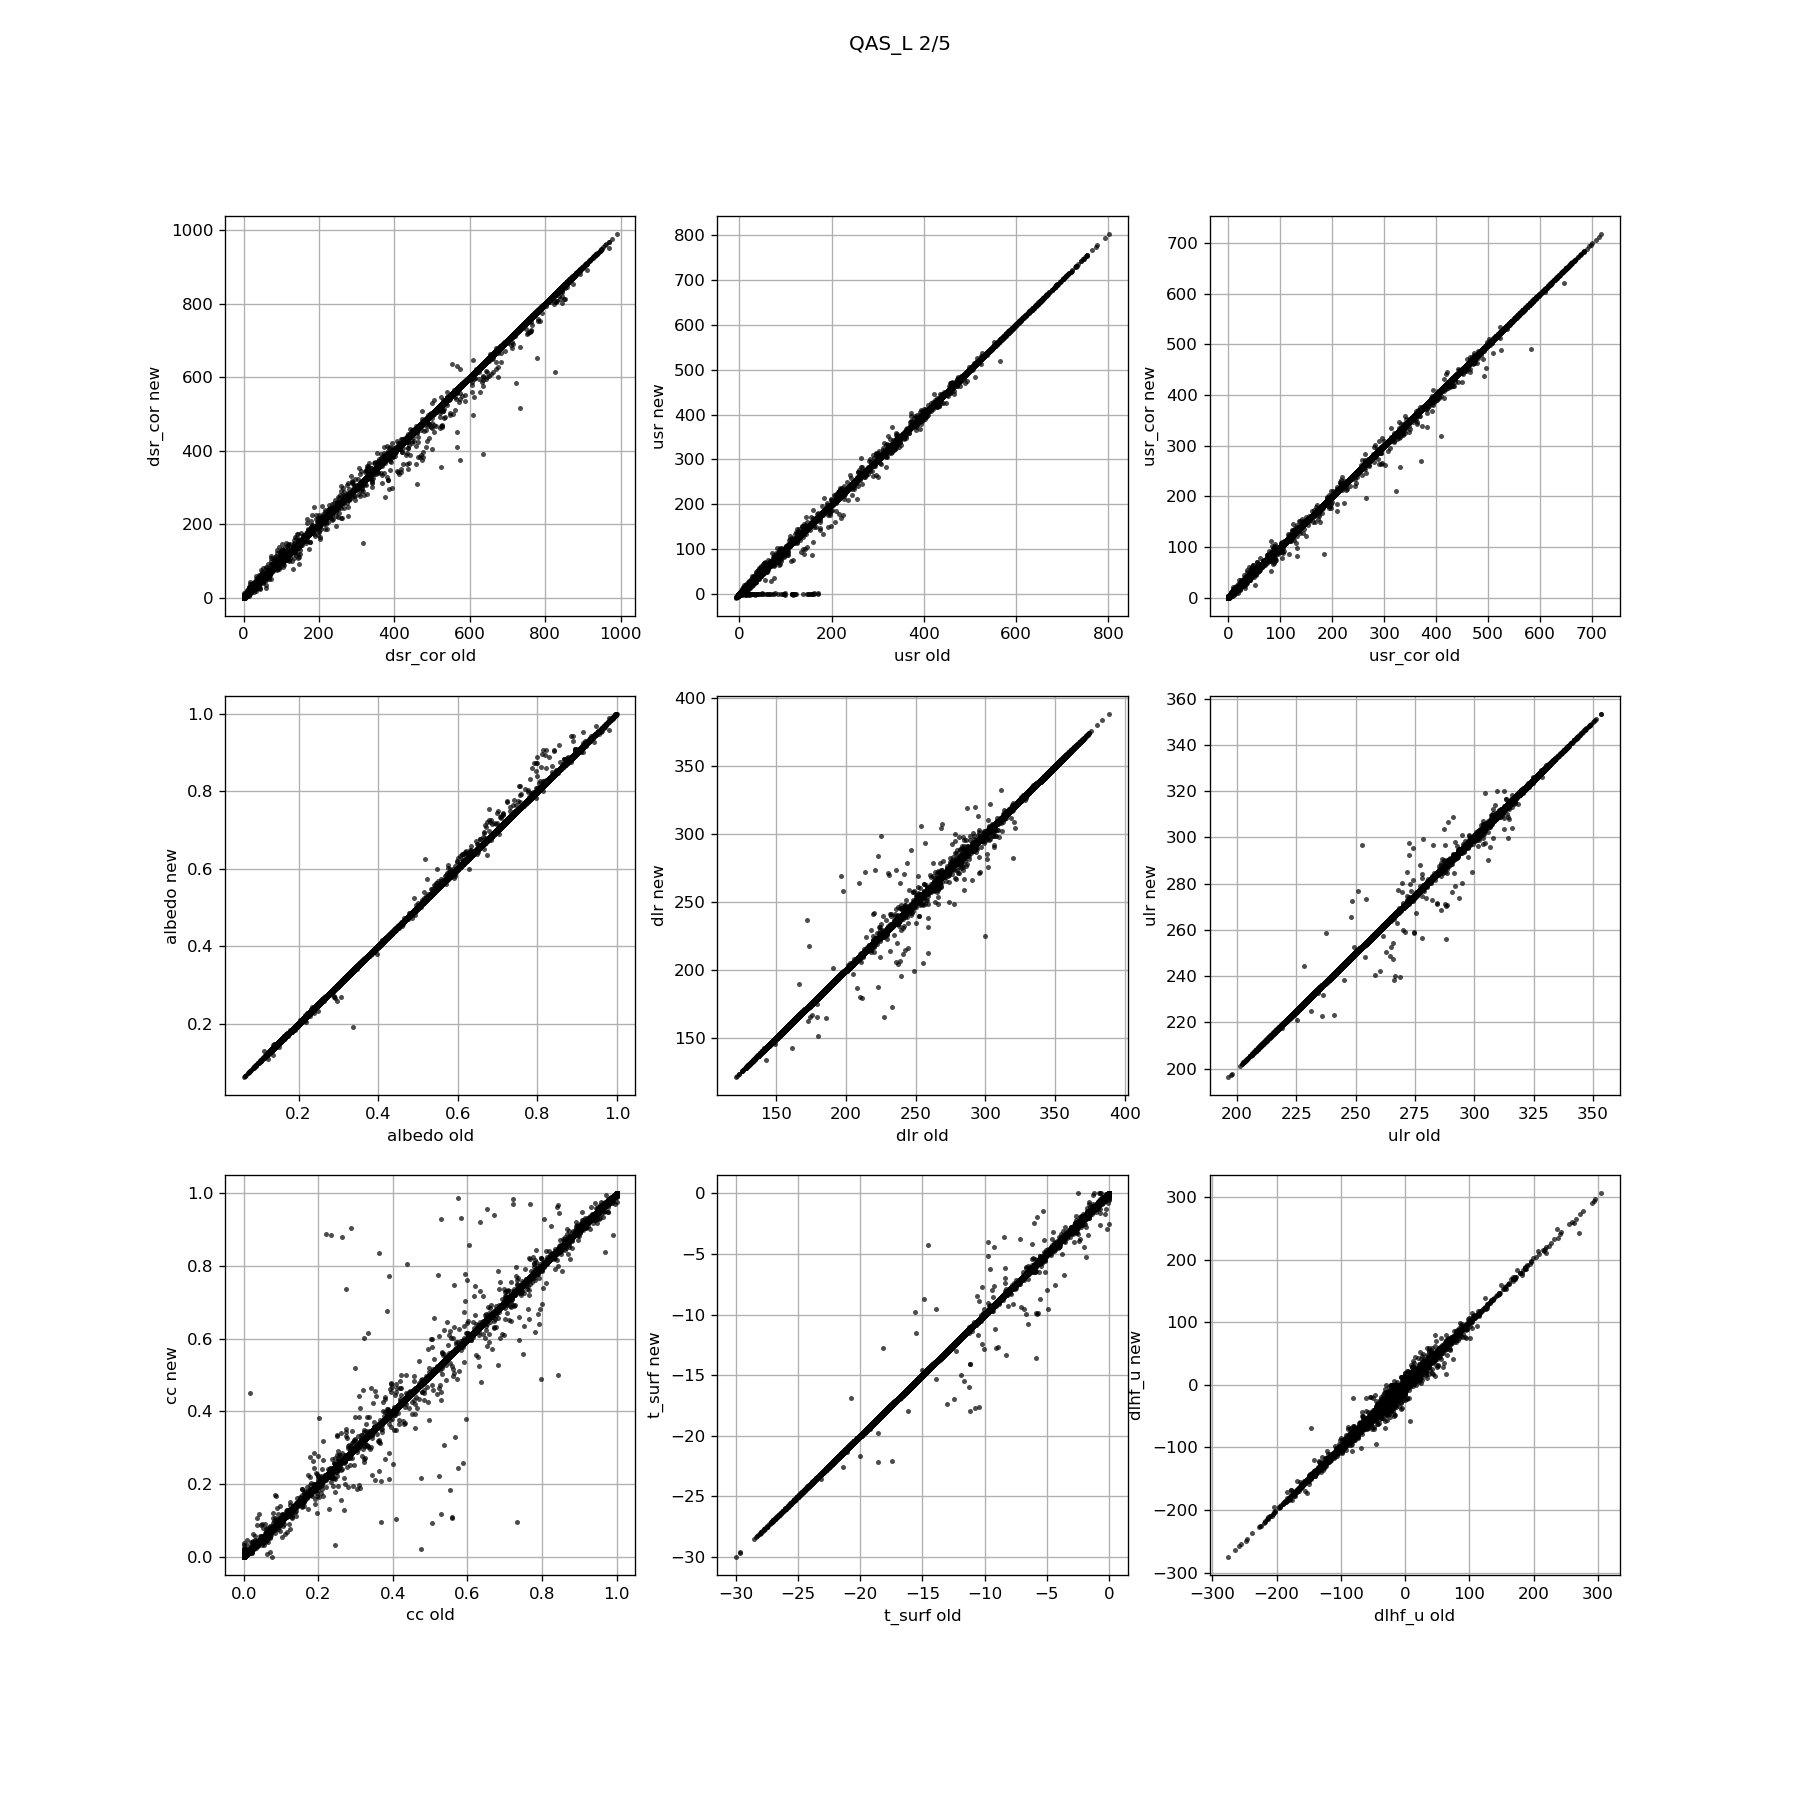 QAS_L 2/5
1000
800
600
400
200
0
dsr_cor new
0 200 400 600 800 1000
dsr_cor old
800
700
600
500
400
300
200
100
0
usr new
0 200 400 600 800
usr old
700
600
500
400
300
200
100
0
usr_cor new
0 100 200 300 400 500 600 700
usr_cor old
1.0
0.8
0.6
0.4
0.2
albedo new
0.2 0.4 0.6 0.8 1.0
albedo old
400
350
300
250
200
150
dlr new
150 200 250 300 350 400
dlr old
360
340
320
300
280
260
240
220
200
ulr new
200 225 250 275 300 325 350
ulr old
1.0
0.8
0.6
0.4
0.2
0.0
cc new
0.0 0.2 0.4 0.6 0.8 1.0
cc old
0
−5
−10
−15
−20
−25
−30
t_surf new
−30 −25 −20 −15 −10 −5 0
t_surf old
300
200
100
0
−100
−200
−300
dlhf_u new
−300 −200 −100 0 100 200 300
dlhf_u old